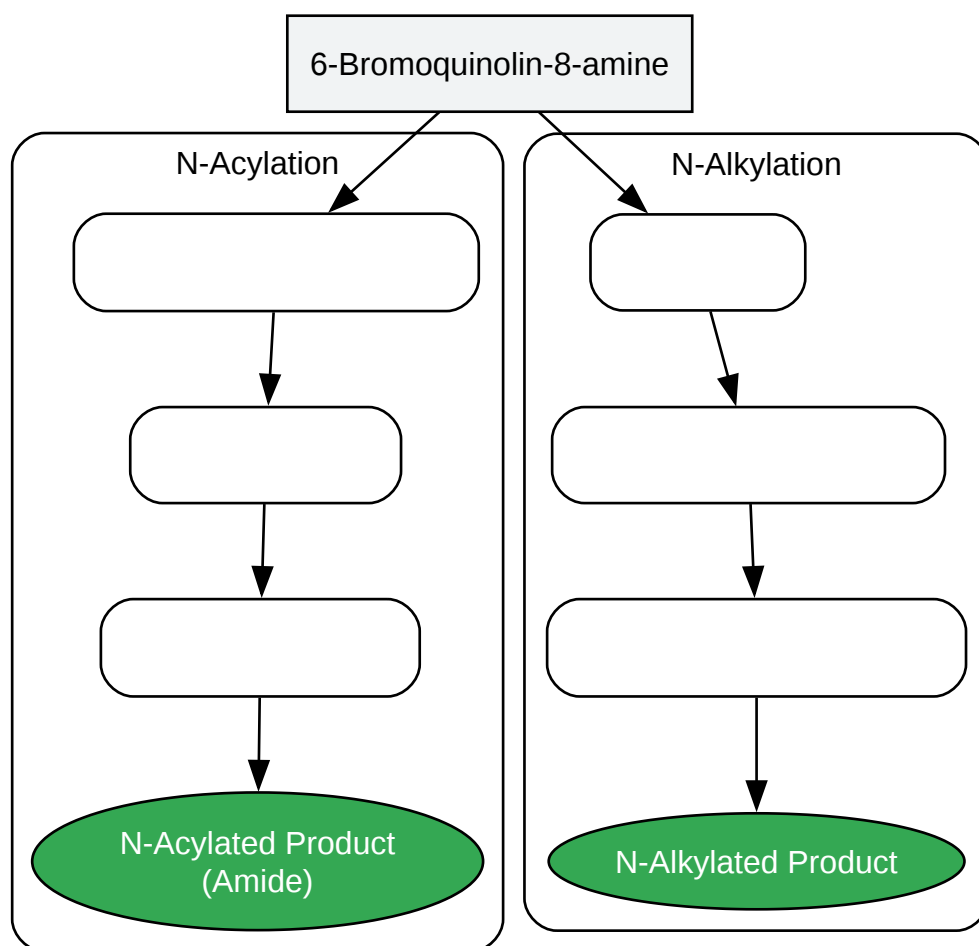 6-Bromoquinolin-8-amine
N-Acylation
N-Alkylation
N-Acylated Product
(Amide)
N-Alkylated Product